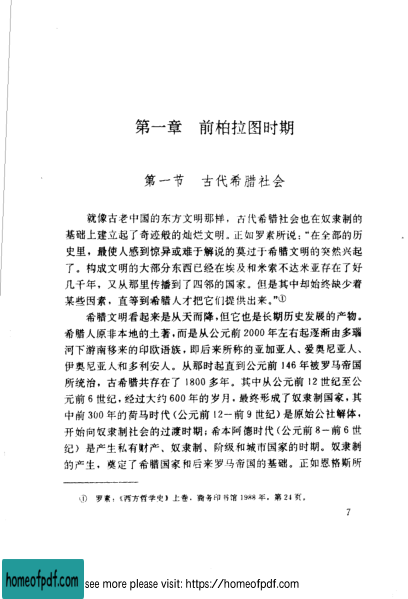 第一章 前柏拉图时期
第一节 古代希腊社会
就像古老中国的东方文明那样，古代希腊社会也在奴隶制的
基础上建立起了奇迹般的灿烂文明。正如罗素所说：“在全部的历
史里，最使人感到惊异或难于解说的莫过于希腊文明的突然兴起
了。构成文明的大部分东西已经在埃及和米索不达米亚存在了好
几千年，又从那里传播到了四邻的国家。但是其中却始终缺少着
某些因素，直等到希腊人才把它们提供出来。”①
希腊文明看起来是从天而降，但它也是长期历史发展的产物。
希腊人原非本地的土著，而是从公元前2000年左右起逐渐由多瑙
河下游南移来的印欧语族，即后来所称的亚加亚人、爱奥尼亚人、
伊奥尼亚人和多利安人。从那时起直到公元前146年被罗马帝国
所统治，古希腊共存在了1800多年。其中从公元前12世纪至公
元前6世纪，经过大约600年的岁月，最终形成了奴隶制国家，其
中前300年的荷马时代（公元前12—前9世纪）是原始公社解体，
开始向奴隶制社会的过渡时期；希本阿德时代（公元前8—前6世
纪）是产生私有财产、奴隶制、阶级和城市国家的时期。奴隶制
的产生，奠定了希腊国家和后来罗马帝国的基础。正如恩格斯所
① 罗素：《西方哲学史》上卷，商务印书馆1988年，第24页。
7
homeofpdf.com
see more please visit: https://homeofpdf.com